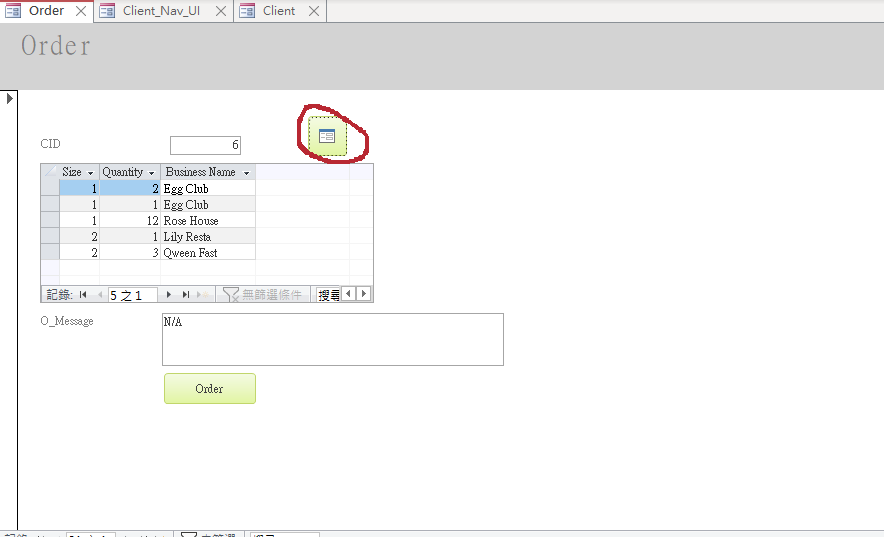 Order Client_Nav_UI Client
Order
CID 6
Size Quantity Business Name
1 2 Egg Club
1 1 Egg Club
1 12 Rose House
2 1 Lily Resta
2 3 Qween Fast
記錄: 5 之 1 無篩選條件 搜尋
O_Message N/A
Order